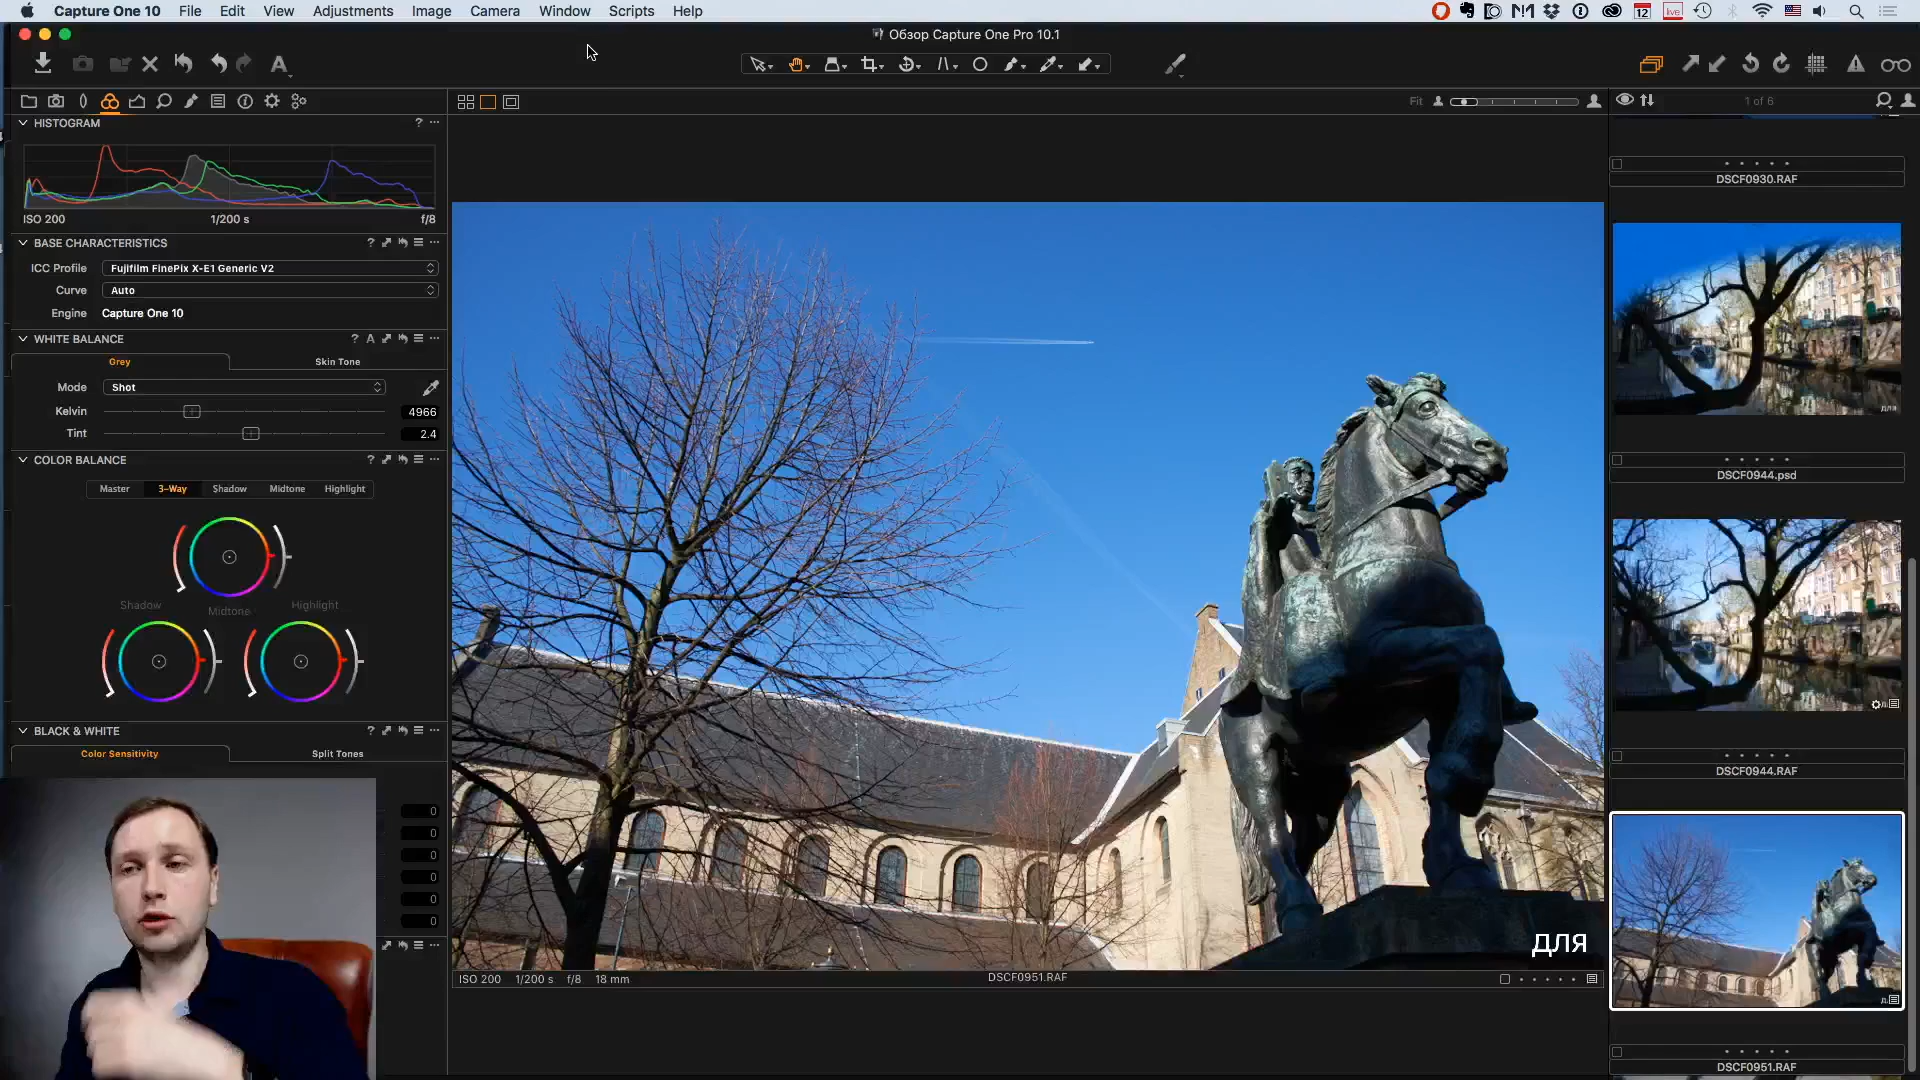 Capture One 10 File Edit View Adjustments Image Camera Window Scripts Help
12 live
Обзор Capture One Pro 10.1
A
Fit
1 of 6
HISTOGRAM ?
ISO 200 1/200 s f/8
BASE CHARACTERISTICS ?
ICC Profile Fujifilm FinePix X-E1 Generic V2
Curve Auto
Engine Capture One 10
WHITE BALANCE ? A
Grey Skin Tone
Mode Shot
Kelvin 4966
Tint 2.4
COLOR BALANCE ?
Master 3-Way Shadow Midtone Highlight
Shadow Midtone Highlight
BLACK & WHITE ?
Color Sensitivity Split Tones
0
0
0
0
0
0
для
ISO 200 1/200 s f/8 18 mm DSCF0951.RAF
DSCF0930.RAF
для
DSCF0944.psd
DSCF0944.RAF
DSCF0951.RAF